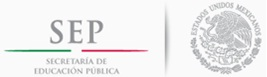 SEP
SECRETARÍA DE
EDUCACIÓN PÚBLICA
ESTADOS UNIDOS MEXICANOS